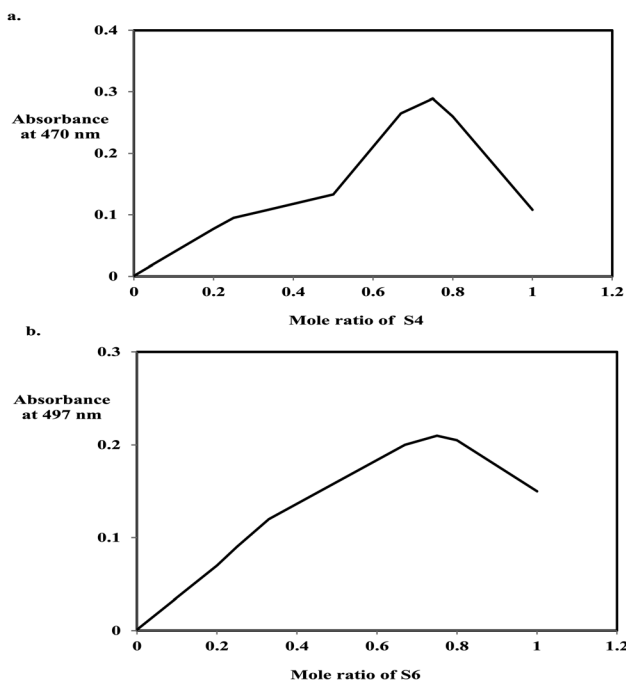 a.
0.4
0.3
Absorbance
at 470 nm
0.2
0.1
0
0 0.2 0.4 0.6 0.8 1 1.2
Mole ratio of S4
b.
0.3
Absorbance
at 497 nm
0.2
0.1
0
0 0.2 0.4 0.6 0.8 1 1.2
Mole ratio of S6